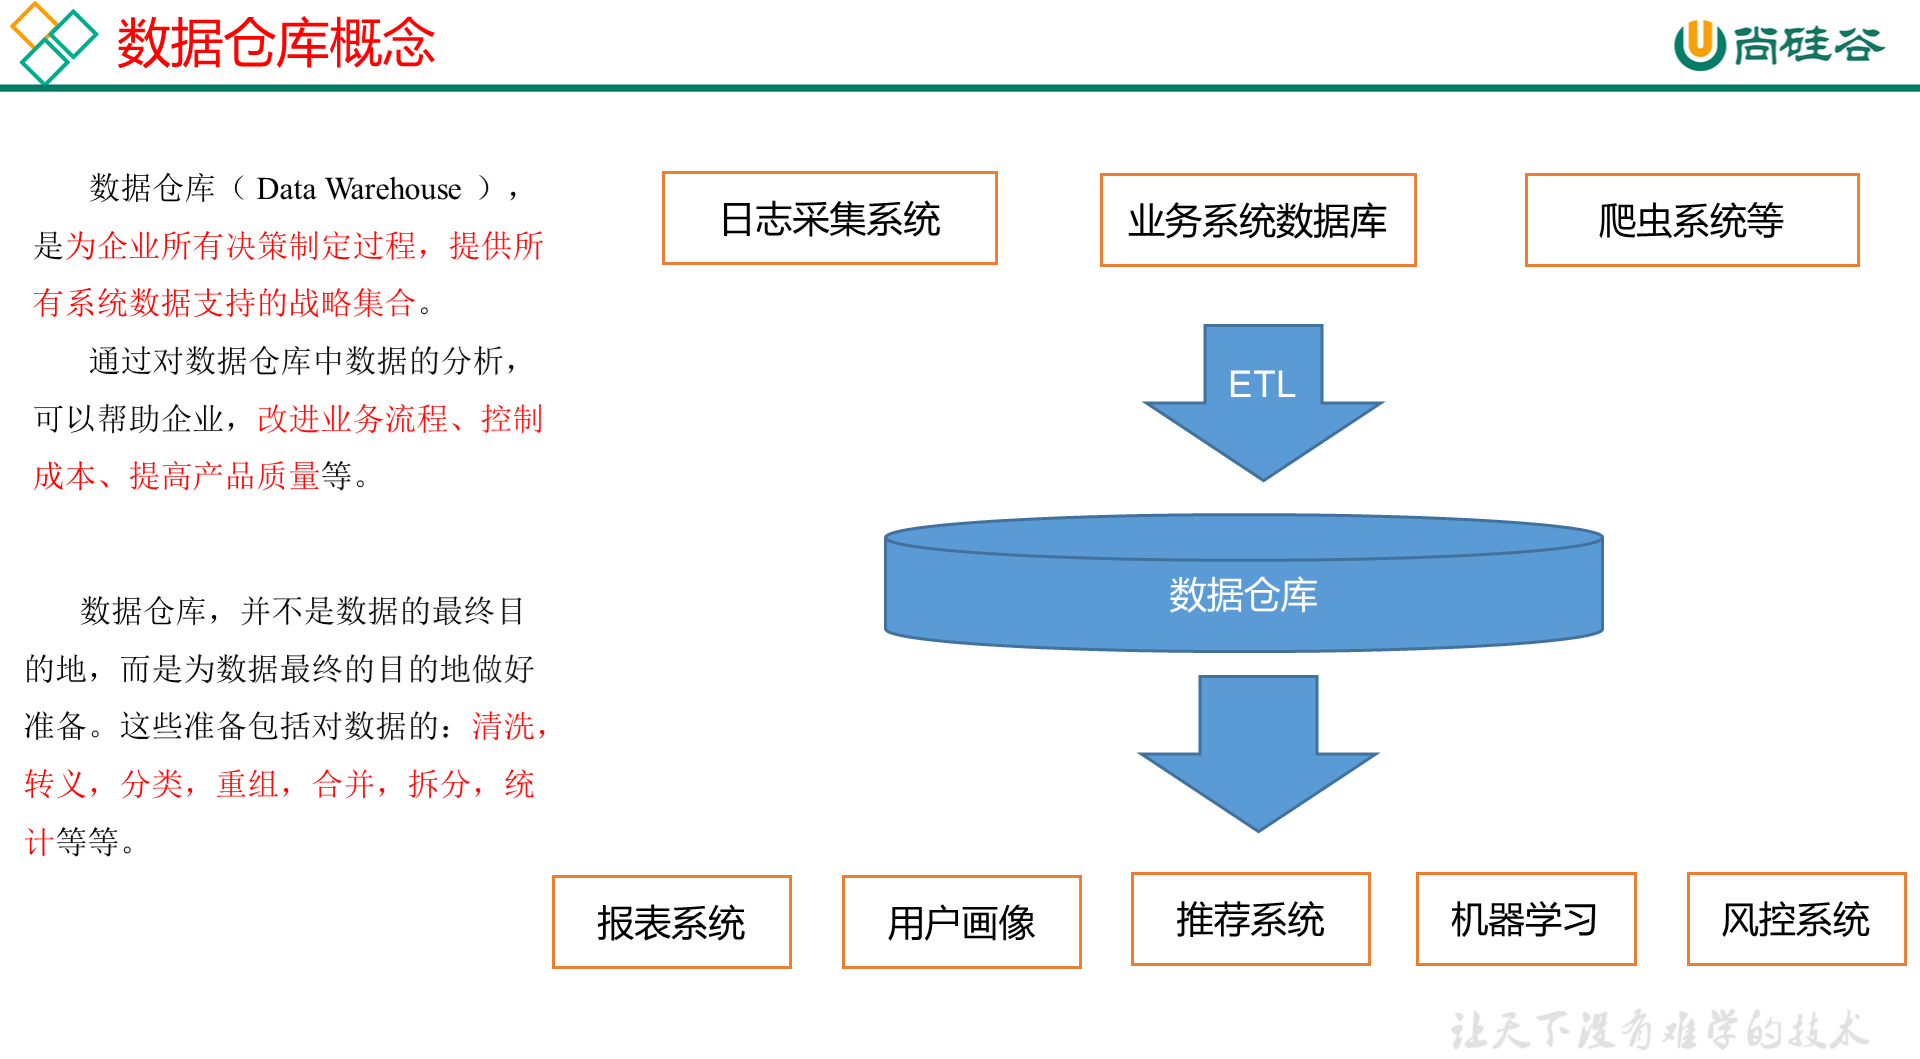 数据仓库概念
尚硅谷
数据仓库（ Data Warehouse ），
是为企业所有决策制定过程，提供所
有系统数据支持的战略集合。
通过对数据仓库中数据的分析，
可以帮助企业，改进业务流程、控制
成本、提高产品质量等。
数据仓库，并不是数据的最终目
的地，而是为数据最终的目的地做好
准备。这些准备包括对数据的：清洗，
转义，分类，重组，合并，拆分，统
计等等。
日志采集系统
业务系统数据库
爬虫系统等
ETL
数据仓库
报表系统
用户画像
推荐系统
机器学习
风控系统
让天下没有难学的技术